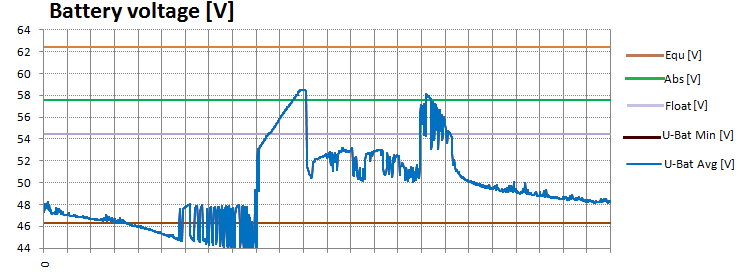 Battery voltage [V]
64
62
60
58
56
54
52
50
48
46
44
0
Equ [V]
Abs [V]
Float [V]
U-Bat Min [V]
U-Bat Avg [V]